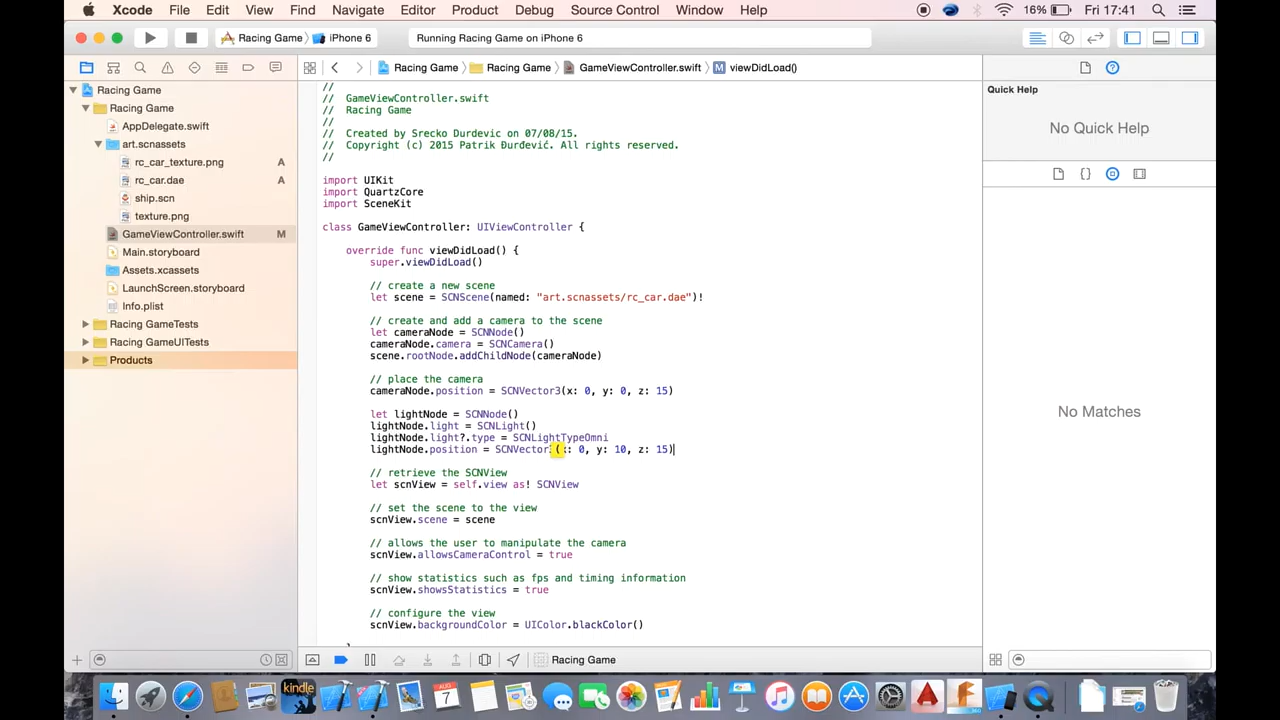 Xcode File Edit View Find Navigate Editor Product Debug Source Control Window Help 16% Fri 17:41
Racing Game iPhone 6 Running Racing Game on iPhone 6
Racing Game Racing Game GameViewController.swift M viewDidLoad()
Racing Game
Racing Game
AppDelegate.swift
art.scnassets
rc_car_texture.png A
rc_car.dae A
ship.scn
texture.png
GameViewController.swift M
Main.storyboard
Assets.xcassets
LaunchScreen.storyboard
Info.plist
Racing GameTests
Racing GameUITests
Products
//
// GameViewController.swift
// Racing Game
//
// Created by Srecko Durdevic on 07/08/15.
// Copyright (c) 2015 Patrik Đurđević. All rights reserved.
//
import UIKit
import QuartzCore
import SceneKit
class GameViewController: UIViewController {
override func viewDidLoad() {
super.viewDidLoad()
// create a new scene
let scene = SCNScene(named: "art.scnassets/rc_car.dae")!
// create and add a camera to the scene
let cameraNode = SCNNode()
cameraNode.camera = SCNCamera()
scene.rootNode.addChildNode(cameraNode)
// place the camera
cameraNode.position = SCNVector3(x: 0, y: 0, z: 15)
let lightNode = SCNNode()
lightNode.light = SCNLight()
lightNode.light?.type = SCNLightTypeOmni
lightNode.position = SCNVector3(x: 0, y: 10, z: 15)
// retrieve the SCNView
let scnView = self.view as! SCNView
// set the scene to the view
scnView.scene = scene
// allows the user to manipulate the camera
scnView.allowsCameraControl = true
// show statistics such as fps and timing information
scnView.showsStatistics = true
// configure the view
scnView.backgroundColor = UIColor.blackColor()
Racing Game
Quick Help
No Quick Help
No Matches
kindle
AUG
7